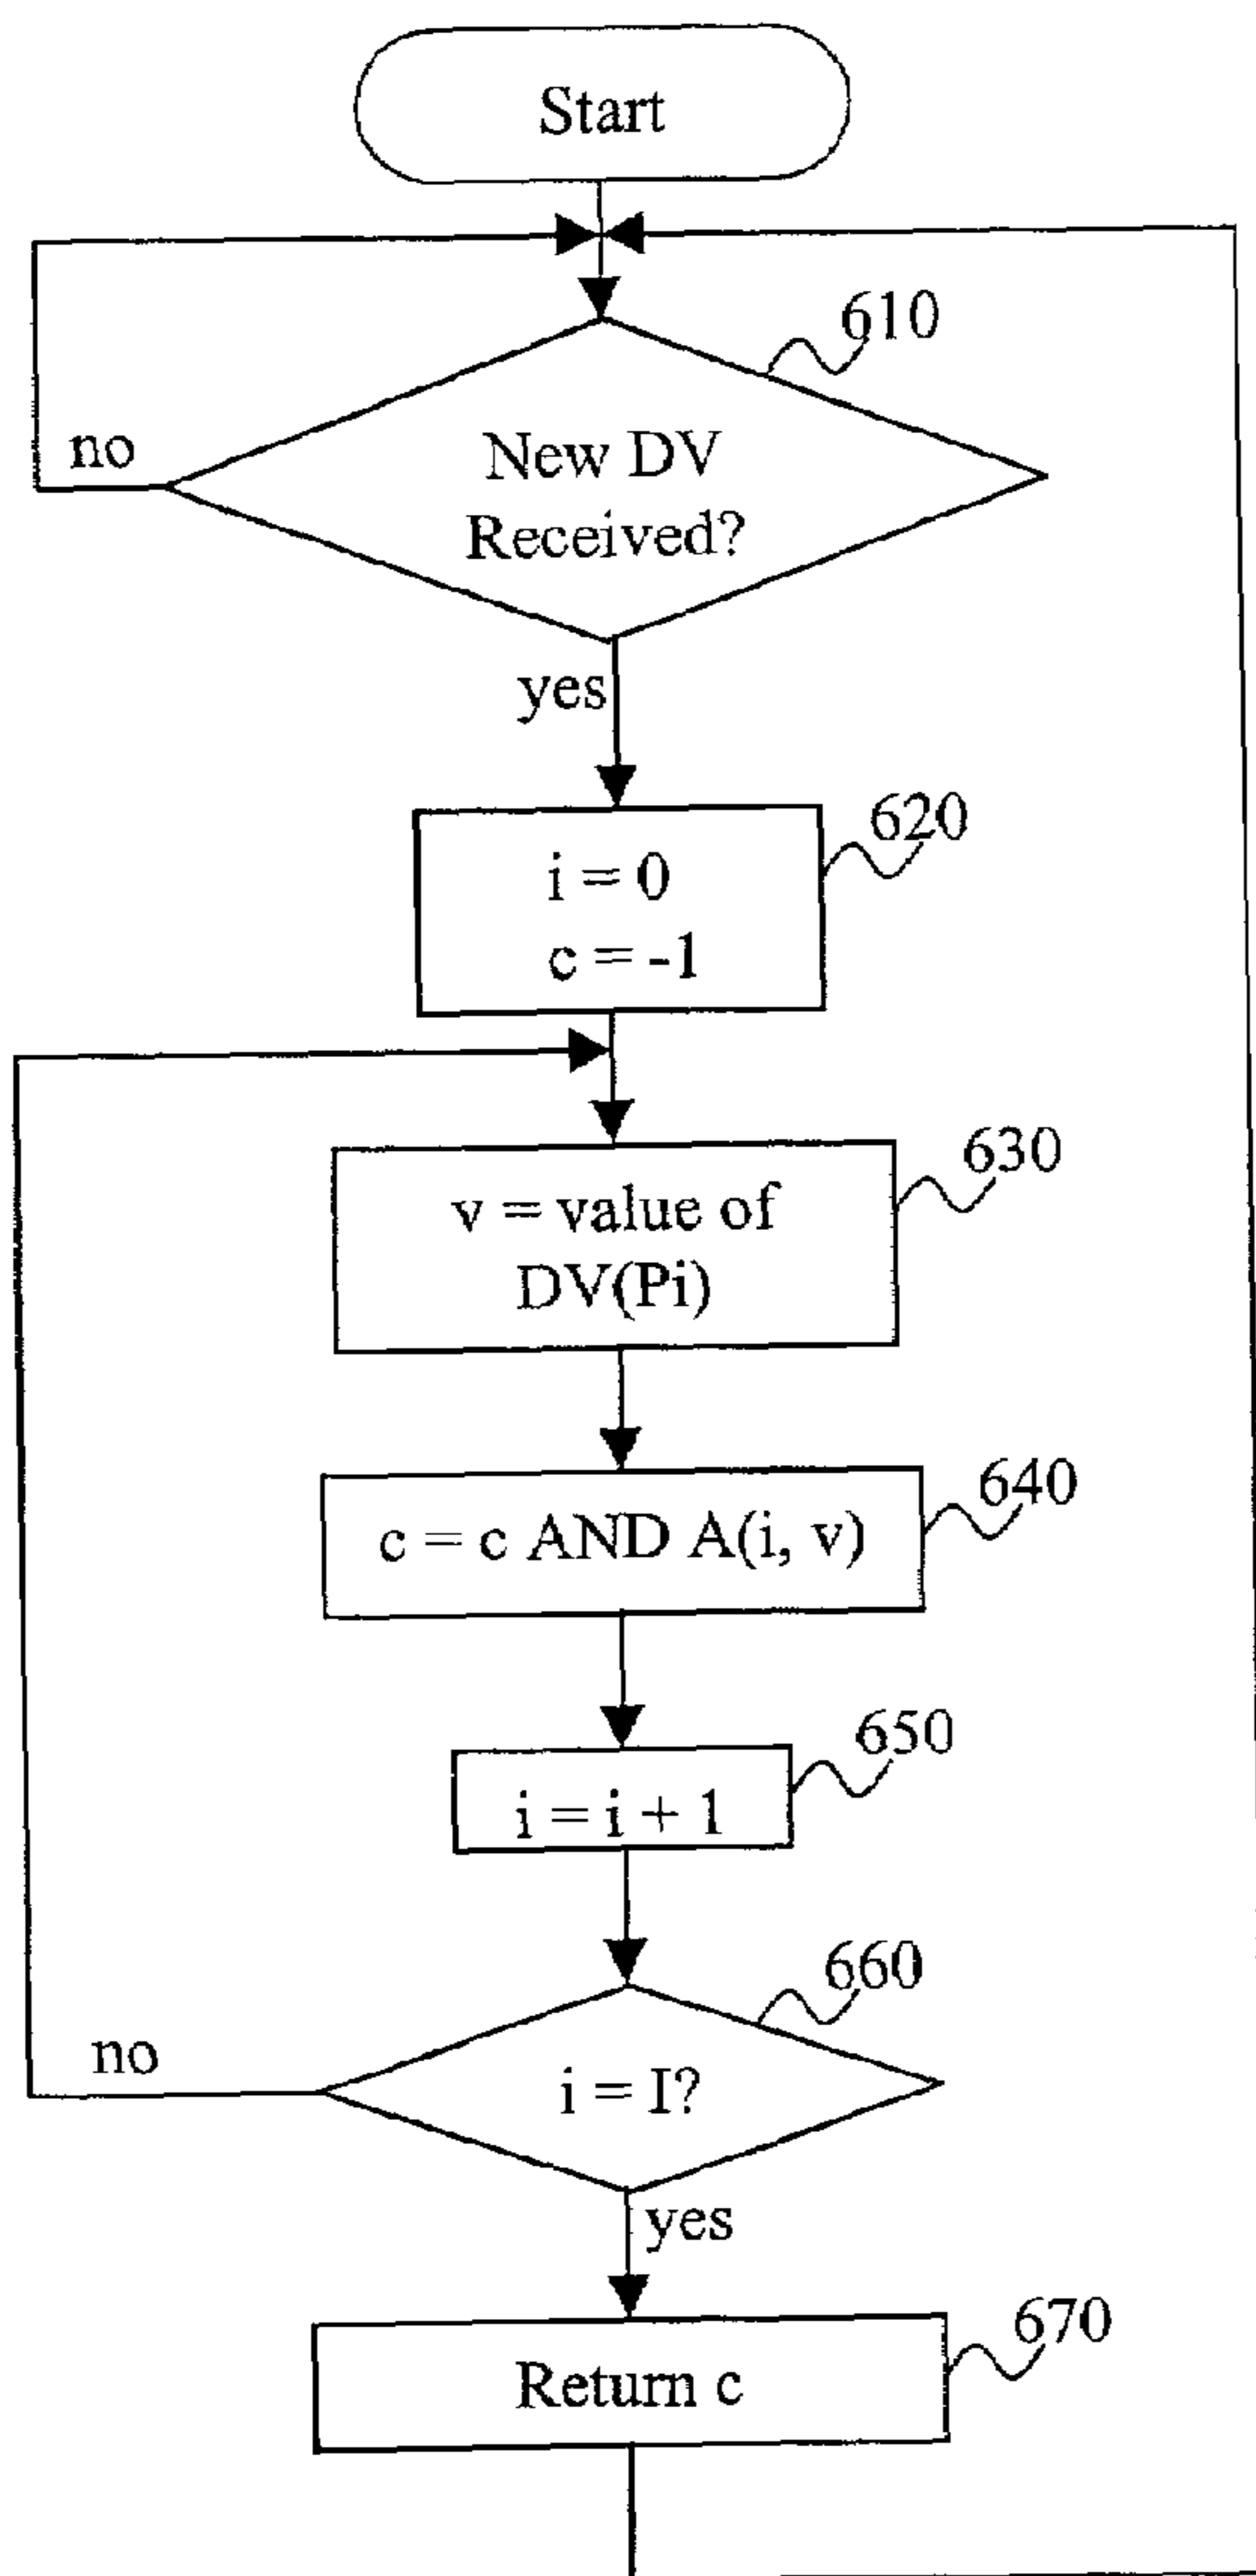 Start
610
no
New DV
Received?
yes
620
i = 0
c = -1
630
v = value of
DV(Pi)
640
c = c AND A(i, v)
650
i = i + 1
660
no
i = I?
yes
670
Return c